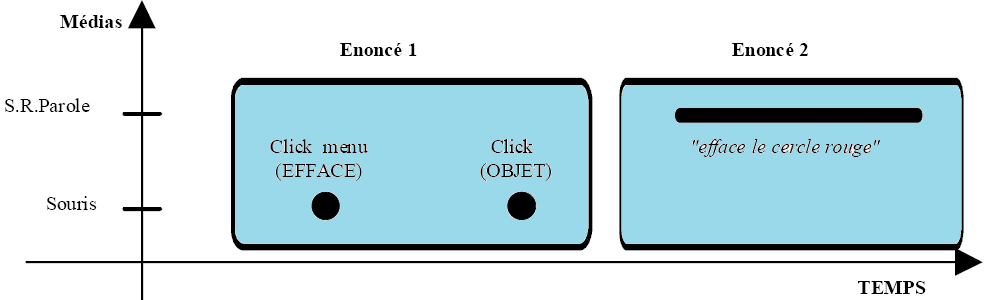 Médias
Enoncé 1
Enoncé 2
S.R.Parole
Click menu
(EFFACE)
Click
(OBJET)
"efface le cercle rouge"
Souris
TEMPS